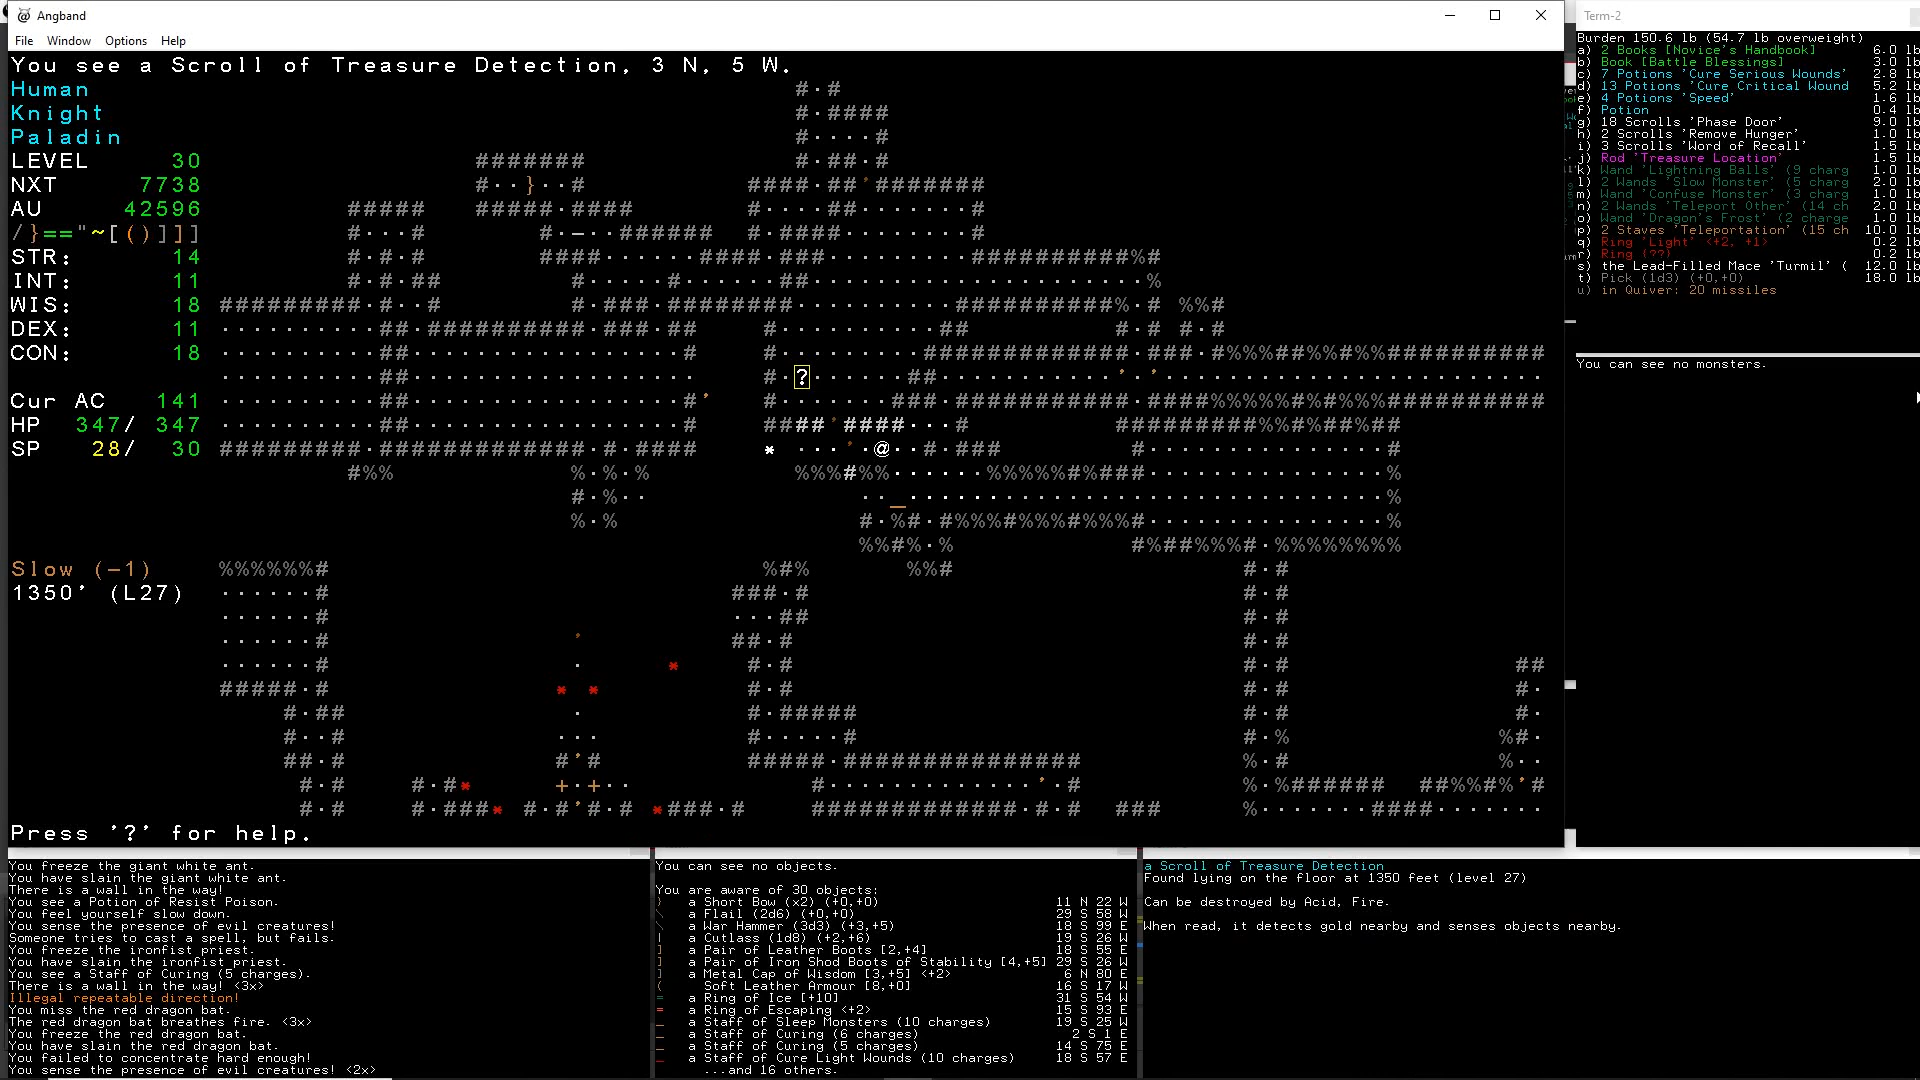 Angband
File Window Options Help
You see a Scroll of Treasure Detection, 3 N, 5 W.
Human
Knight
Paladin
LEVEL 30
NXT 7738
AU 42596
STR: 14
INT: 11
WIS: 18
DEX: 11
CON: 18
Cur AC 141
HP 347/ 347
SP 28/ 30
Slow (-1)
1350' (L27)
Press '?' for help.
Term-2
Burden 150.6 lb (54.7 lb overweight)
a) 2 Books [Novice's Handbook] 6.0 lb
b) Book [Battle Blessings] 3.0 lb
c) 7 Potions 'Cure Serious Wounds' 2.8 lb
d) 13 Potions 'Cure Critical Wound 5.2 lb
e) 4 Potions 'Speed' 1.6 lb
f) Potion 0.4 lb
g) 18 Scrolls 'Phase Door' 9.0 lb
h) 2 Scrolls 'Remove Hunger' 1.0 lb
i) 3 Scrolls 'Word of Recall' 1.5 lb
j) Rod 'Treasure Location' 1.5 lb
k) Wand 'Lightning Balls' (9 charg 1.0 lb
l) 2 Wands 'Slow Monster' (5 charg 2.0 lb
m) Wand 'Confuse Monster' (3 charg 1.0 lb
n) 2 Wands 'Teleport Other' (14 ch 2.0 lb
o) Wand 'Dragon's Frost' (2 charge 1.0 lb
p) 2 Staves 'Teleportation' (15 ch 10.0 lb
q) Ring 'Light' <+2, +1> 0.2 lb
r) Ring (??) 0.2 lb
s) the Lead-Filled Mace 'Turmil' ( 12.0 lb
t) Pick (1d3) (+0,+0) 18.0 lb
u) in Quiver: 20 missiles
You can see no monsters.
You freeze the giant white ant.
You have slain the giant white ant.
There is a wall in the way!
You see a Potion of Resist Poison.
You feel yourself slow down.
You sense the presence of evil creatures!
Someone tries to cast a spell, but fails.
You freeze the ironfist priest.
You have slain the ironfist priest.
You see a Staff of Curing (5 charges).
There is a wall in the way! <3x>
Illegal repeatable direction!
You miss the red dragon bat.
The red dragon bat breathes fire. <3x>
You freeze the red dragon bat.
You have slain the red dragon bat.
You failed to concentrate hard enough!
You sense the presence of evil creatures! <2x>
You can see no objects.
You are aware of 30 objects:
} a Short Bow (x2) (+0,+0) 11 N 22 W
\ a Flail (2d6) (+0,+0) 29 S 58 W
\ a War Hammer (3d3) (+3,+5) 18 S 99 E
| a Cutlass (1d8) (+2,+6) 19 S 26 W
] a Pair of Leather Boots [2,+4] 18 S 55 E
] a Pair of Iron Shod Boots of Stability [4,+5] 29 S 26 W
] a Metal Cap of Wisdom [3,+5] <+2> 6 N 80 E
( Soft Leather Armour [8,+0] 16 S 17 W
= a Ring of Ice [+10] 31 S 54 W
= a Ring of Escaping <+2> 15 S 93 E
_ a Staff of Sleep Monsters (10 charges) 19 S 25 W
_ a Staff of Curing (6 charges) 2 S 1 E
_ a Staff of Curing (5 charges) 14 S 75 E
_ a Staff of Cure Light Wounds (10 charges) 18 S 57 E
...and 16 others.
a Scroll of Treasure Detection
Found lying on the floor at 1350 feet (level 27)
Can be destroyed by Acid, Fire.
When read, it detects gold nearby and senses objects nearby.